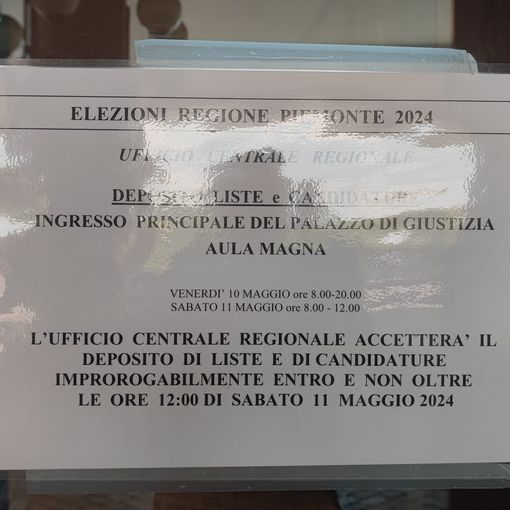 ELEZIONI REGIONE PIEMONTE 2024
UFFICIO CENTRALE REGIONALE
DEPOSITO LISTE e CANDIDATURE
INGRESSO PRINCIPALE DEL PALAZZO DI GIUSTIZIA
AULA MAGNA
VENERDI' 10 MAGGIO ore 8.00-20.00
SABATO 11 MAGGIO ore 8.00 - 12.00
L'UFFICIO CENTRALE REGIONALE ACCETTERA' IL
DEPOSITO DI LISTE E DI CANDIDATURE
IMPROROGABILMENTE ENTRO E NON OLTRE
LE ORE 12:00 DI SABATO 11 MAGGIO 2024